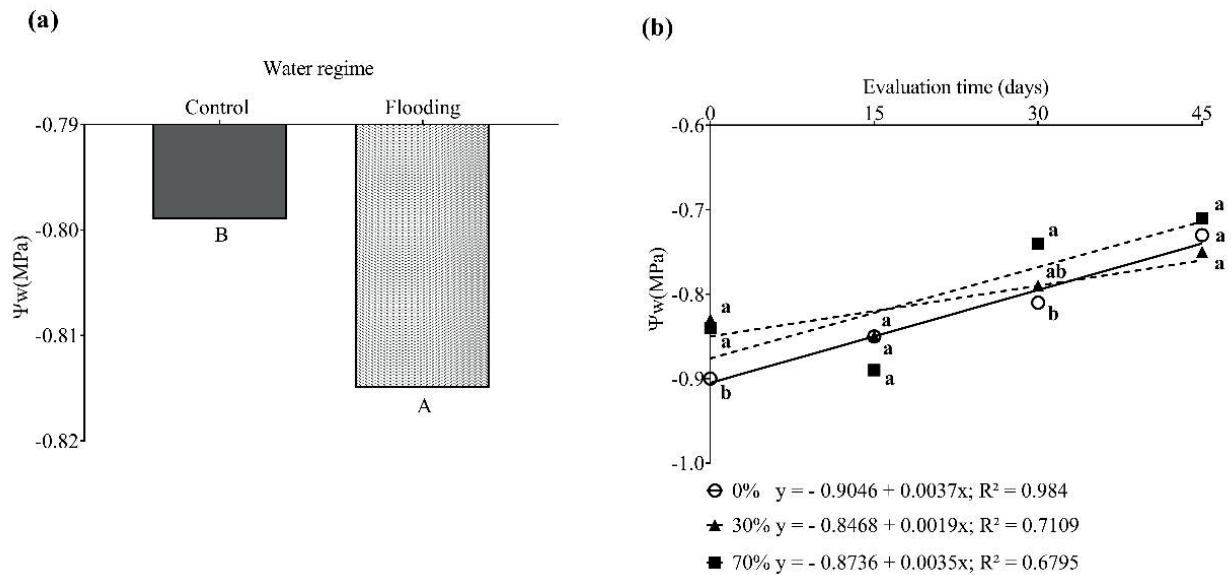 (a)
Water regime
Control Flooding
-0.79
-0.80
-0.81
-0.82
Ψw(MPa)
B
A
(b)
Evaluation time (days)
0 15 30 45
-0.6
-0.7
-0.8
-0.9
-1.0
Ψw(MPa)
a
a
b
a
a
a
a
ab
b
a
a
a
0% y = - 0.9046 + 0.0037x; R² = 0.984
30% y = - 0.8468 + 0.0019x; R² = 0.7109
70% y = - 0.8736 + 0.0035x; R² = 0.6795